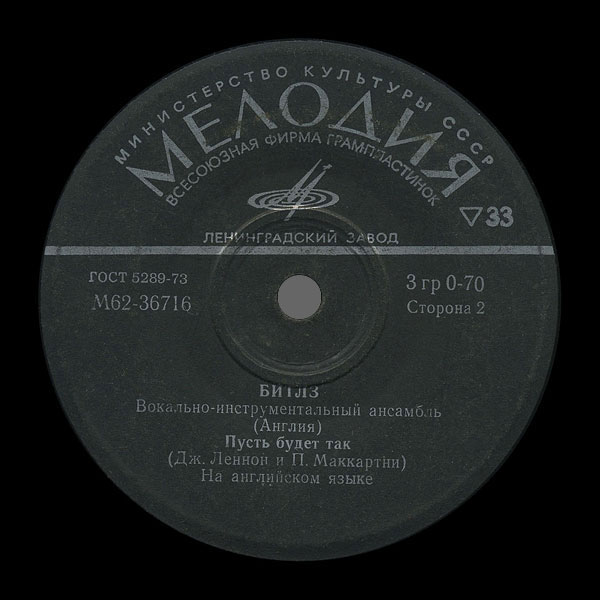 МИНИСТЕРСТВО КУЛЬТУРЫ СССР
МЕЛОДИЯ
ВСЕСОЮЗНАЯ ФИРМА ГРАМПЛАСТИНОК
▽33
ЛЕНИНГРАДСКИЙ ЗАВОД
ГОСТ 5289-73
3 гр 0-70
М62-36716
Сторона 2
БИТЛЗ
Вокально-инструментальный ансамбль
(Англия)
Пусть будет так
(Дж. Леннон и П. Маккартни)
На английском языке